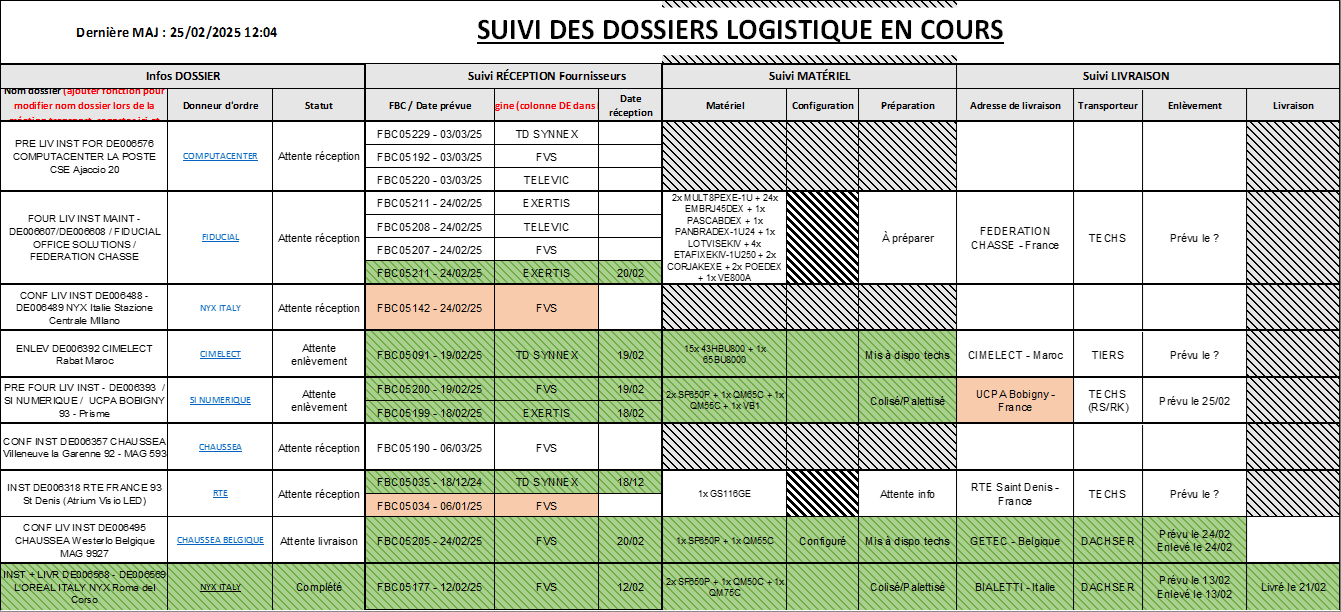 Dernière MAJ : 25/02/2025 12:04
SUIVI DES DOSSIERS LOGISTIQUE EN COURS
Infos DOSSIER
Suivi RÉCEPTION Fournisseurs
Suivi MATÉRIEL
Suivi LIVRAISON
Nom dossier (ajouter fonction pour
modifier nom dossier lors de la
Donneur d'ordre
Statut
FBC / Date prévue
gine (colonne DE dans
Date
réception
Matériel
Configuration
Préparation
Adresse de livraison
Transporteur
Enlèvement
Livraison
PRE LIV INST FOR DE006576
COMPUTACENTER LA POSTE
CSE Ajaccio 20
COMPUTACENTER
Attente réception
FBC05229 - 03/03/25
TD SYNNEX
FBC05192 - 03/03/25
FVS
FBC05220 - 03/03/25
TELEVIC
FOUR LIV INST MAINT -
DE006607/DE006608 / FIDUCIAL
OFFICE SOLUTIONS /
FEDERATION CHASSE
FIDUCIAL
Attente réception
FBC05211 - 24/02/25
EXERTIS
FBC05208 - 24/02/25
TELEVIC
FBC05207 - 24/02/25
FVS
FBC05211 - 24/02/25
EXERTIS
20/02
2x MULT8PEXE-1U + 24x
EMBRJ45DEX + 1x
PASCABDEX + 1x
PANBRADEX-1U24 + 1x
LOTVISEKIV + 4x
ETAFIXEKIV-1U250 + 2x
CORJAKEXE + 2x POEDEX
+ 1x VE800A
À préparer
FEDERATION
CHASSE - France
TECHS
Prévu le ?
CONF LIV INST DE006488 -
DE006489 NYX Italie Stazione
Centrale MIlano
NYX ITALY
Attente réception
FBC05142 - 24/02/25
FVS
ENLEV DE006392 CIMELECT
Rabat Maroc
CIMELECT
Attente
enlèvement
FBC05091 - 19/02/25
TD SYNNEX
19/02
15x 43HBU800 + 1x
65BU8000
Mis à dispo techs
CIMELECT - Maroc
TIERS
Prévu le ?
PRE FOUR LIV INST - DE006393 /
SI NUMERIQUE / UCPA BOBIGNY
93 - Prisme
SI NUMERIQUE
Attente
enlèvement
FBC05200 - 19/02/25
FVS
19/02
FBC05199 - 18/02/25
EXERTIS
18/02
2x SF650P + 1x QM65C + 1x
QM55C + 1x VB1
Colisé/Palettisé
UCPA Bobigny -
France
TECHS
(RS/RK)
Prévu le 25/02
CONF INST DE006357 CHAUSSEA
Villeneuve la Garenne 92 - MAG 593
CHAUSSEA
Attente réception
FBC05190 - 06/03/25
FVS
INST DE006318 RTE FRANCE 93
St Denis (Atrium Visio LED)
RTE
Attente réception
FBC05035 - 18/12/24
TD SYNNEX
18/12
FBC05034 - 06/01/25
FVS
1x GS116GE
Attente info
RTE Saint Denis -
France
TECHS
Prévu le ?
CONF LIV INST DE006495
CHAUSSEA Westerlo Belgique
MAG 9927
CHAUSSEA BELGIQUE
Attente livraison
FBC05205 - 24/02/25
FVS
20/02
1x SF650P + 1x QM55C
Configuré
Mis à dispo techs
GETEC - Belgique
DACHSER
Prévu le 24/02
Enlevé le 24/02
INST + LIVR DE006568 - DE006569
L'OREAL ITALY NYX Roma del
Corso
NYX ITALY
Complété
FBC05177 - 12/02/25
FVS
12/02
2x SF650P + 1x QM50C + 1x
QM75C
Colisé/Palettisé
BIALETTI - Italie
DACHSER
Prévu le 13/02
Enlevé le 13/02
Livré le 21/02